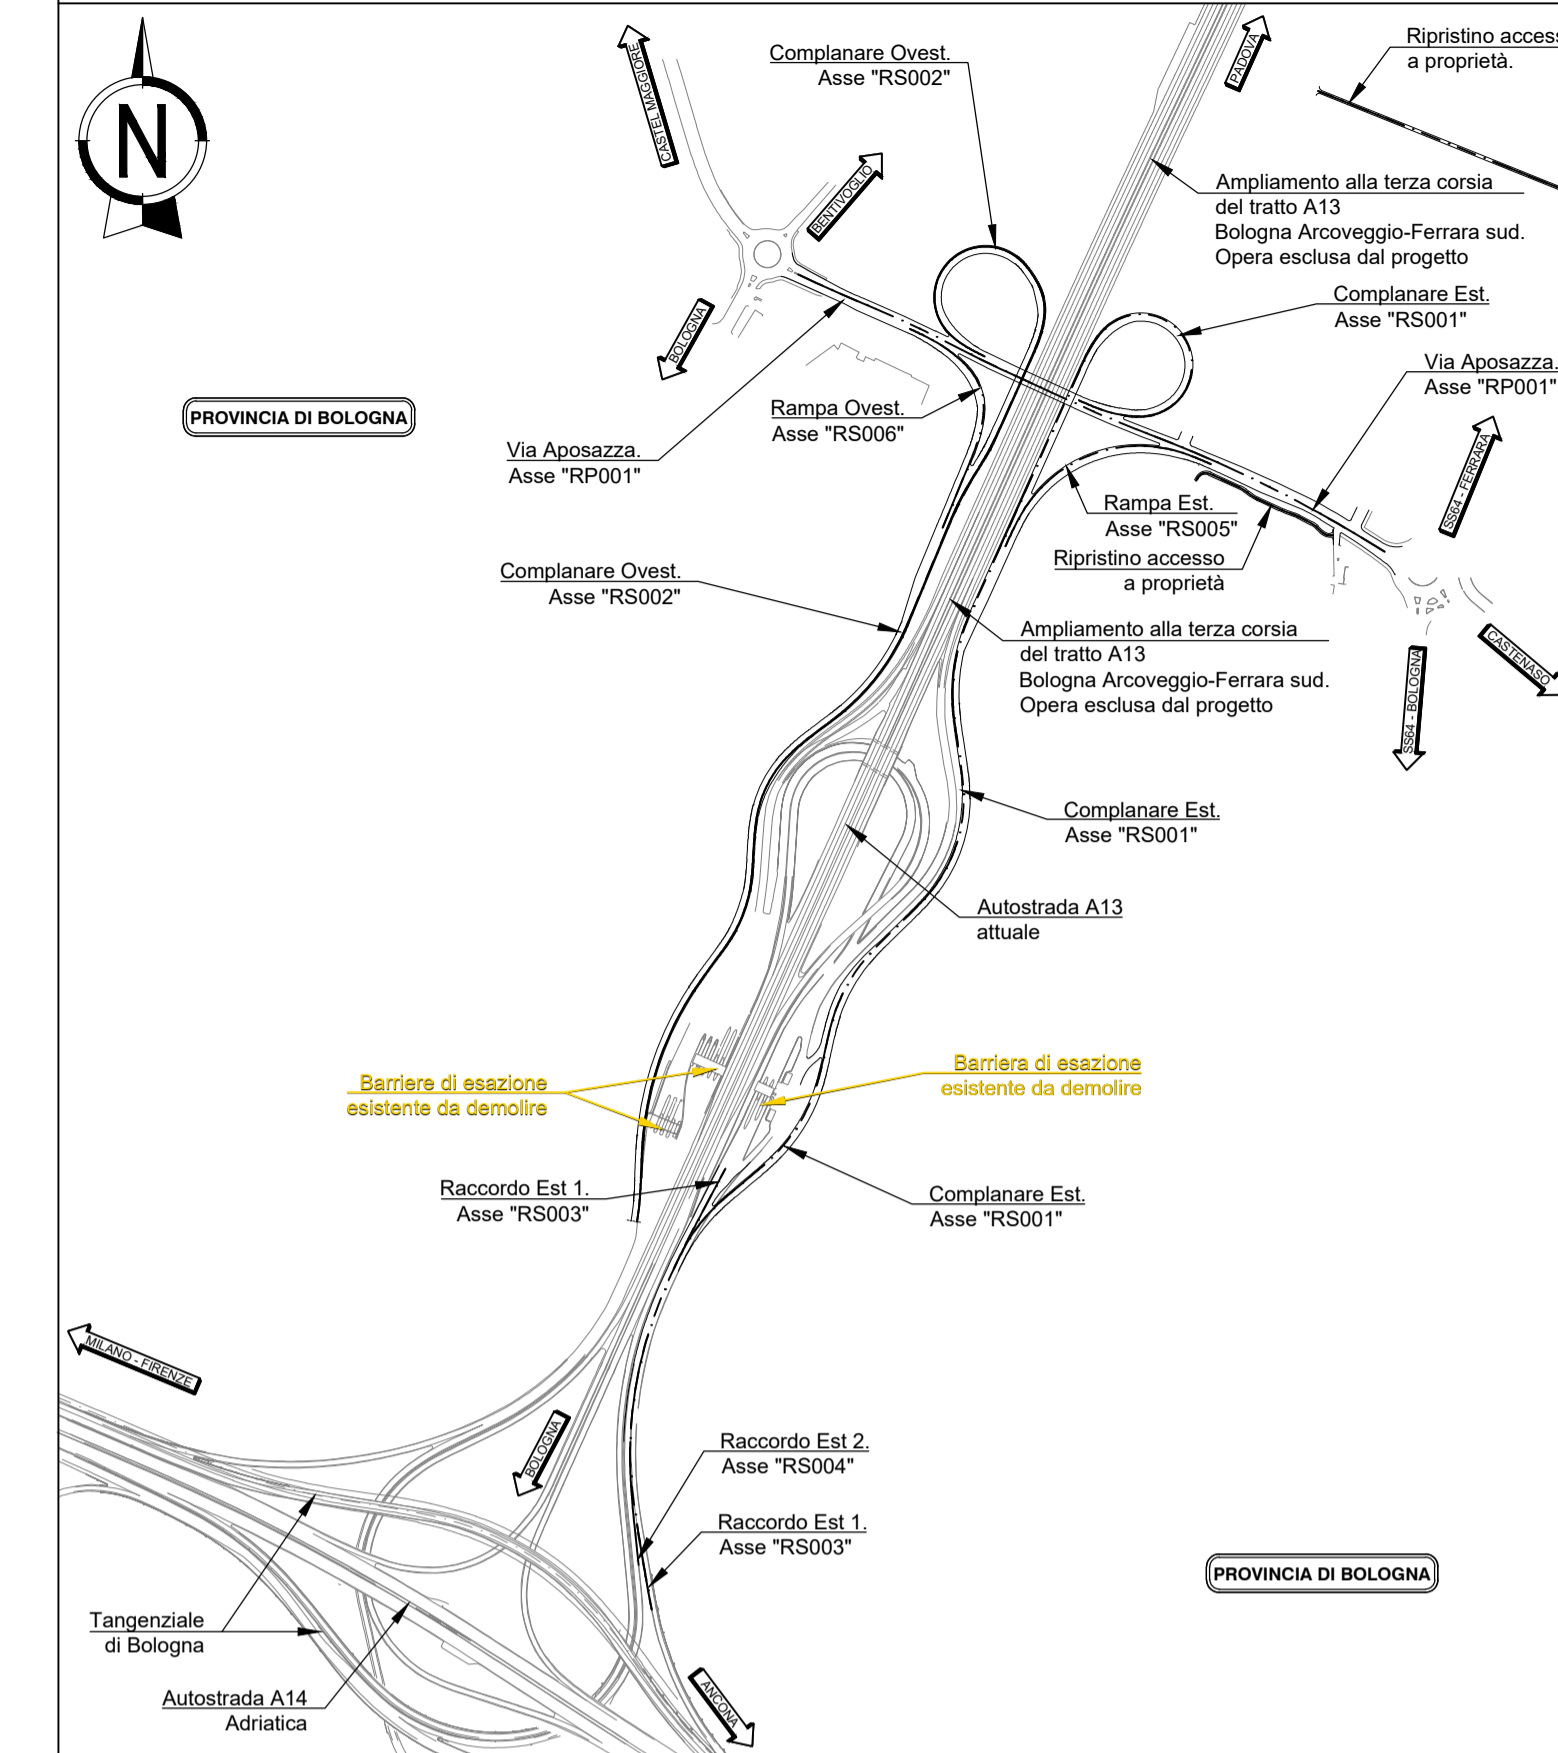 N
CASTEL MAGGIORE
Complanare Ovest.
Asse "RS002"
PADOVA
a proprietà.
Ripristino
BENTIVOGLIO
Ampliamento alla terza corsia
del tratto A13
Bologna Arcoveggio-Ferrara sud.
Opera esclusa dal progetto
Complanare Est.
Asse "RS001"
BOLOGNA
Via Aposazza.
Asse "RP001"
PROVINCIA DI BOLOGNA
Rampa Ovest.
Asse "RS006"
Via Aposazza.
Asse "RP001"
SS64 - FERRARA
Rampa Est.
Asse "RS005"
Ripristino accesso
a proprietà
Complanare Ovest.
Asse "RS002"
Ampliamento alla terza corsia
del tratto A13
Bologna Arcoveggio-Ferrara sud.
Opera esclusa dal progetto
CASTENASO
SS64 - BOLOGNA
Complanare Est.
Asse "RS001"
Autostrada A13
attuale
Barriere di esazione
esistente da demolire
Barriera di esazione
esistente da demolire
Raccordo Est 1.
Asse "RS003"
Complanare Est.
Asse "RS001"
MILANO - FIRENZE
BOLOGNA
Raccordo Est 2.
Asse "RS004"
Raccordo Est 1.
Asse "RS003"
PROVINCIA DI BOLOGNA
Tangenziale
di Bologna
Autostrada A14
Adriatica
ANCONA